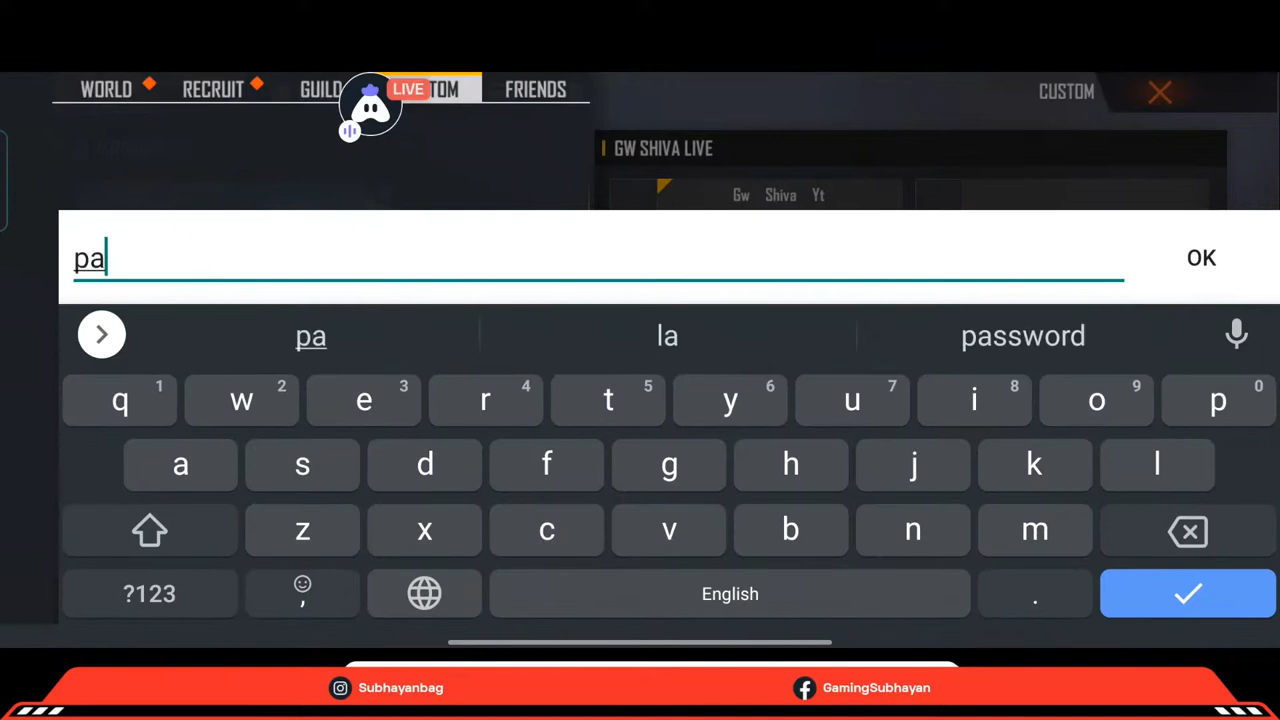 WORLD RECRUIT GUILD LIVE TOM FRIENDS CUSTOM
GW SHIVA LIVE
Gw Shiva Yt
pa OK
pa la password
q 1 w 2 e 3 r 4 t 5 y 6 u 7 i 8 o 9 p 0
a s d f g h j k l
z x c v b n m
?123 , English .
Subhayanbag GamingSubhayan